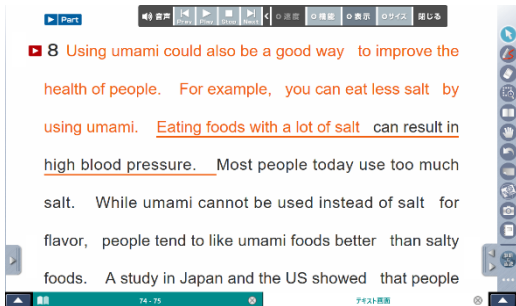 Part
音声 Prev Play Stop Next 速度 機能 表示 サイズ 閉じる
8 Using umami could also be a good way to improve the
health of people. For example, you can eat less salt by
using umami. Eating foods with a lot of salt can result in
high blood pressure. Most people today use too much
salt. While umami cannot be used instead of salt for
flavor, people tend to like umami foods better than salty
foods. A study in Japan and the US showed that people
74 - 75 テキスト画面